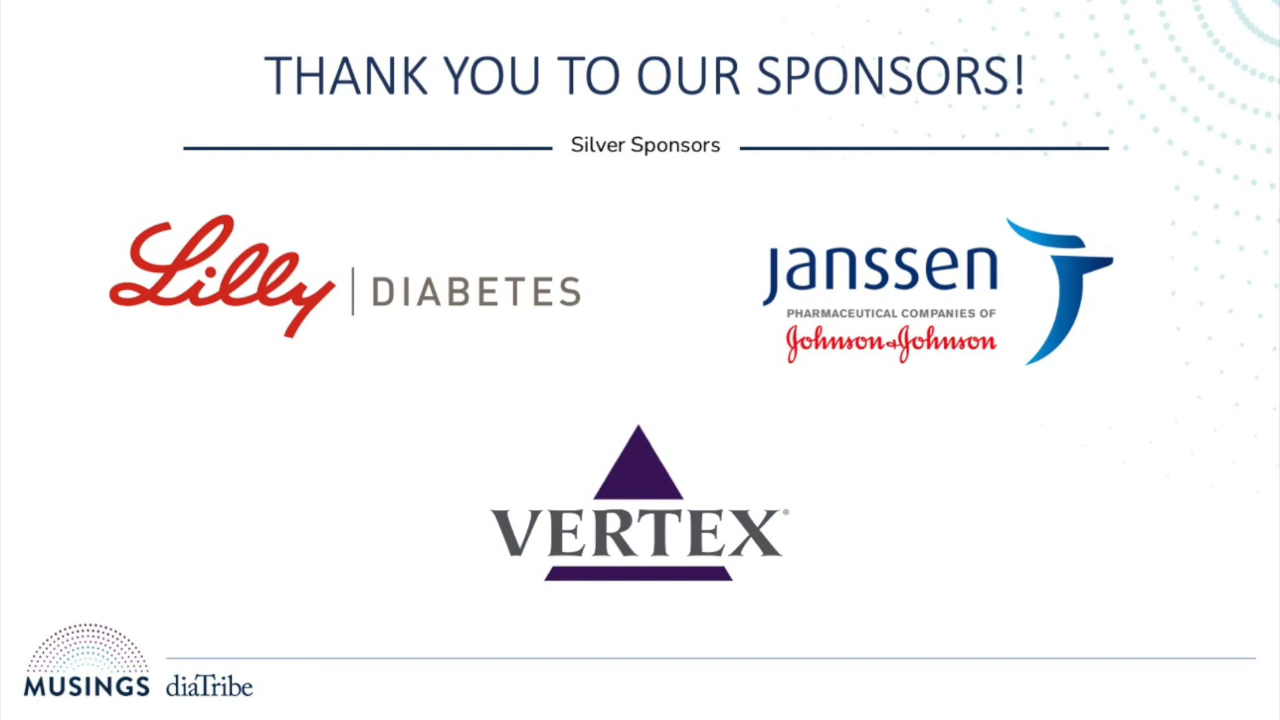 THANK YOU TO OUR SPONSORS!
Silver Sponsors
Lilly | DIABETES
Janssen
PHARMACEUTICAL COMPANIES OF
Johnson & Johnson
VERTEX®
MUSINGS diaTribe